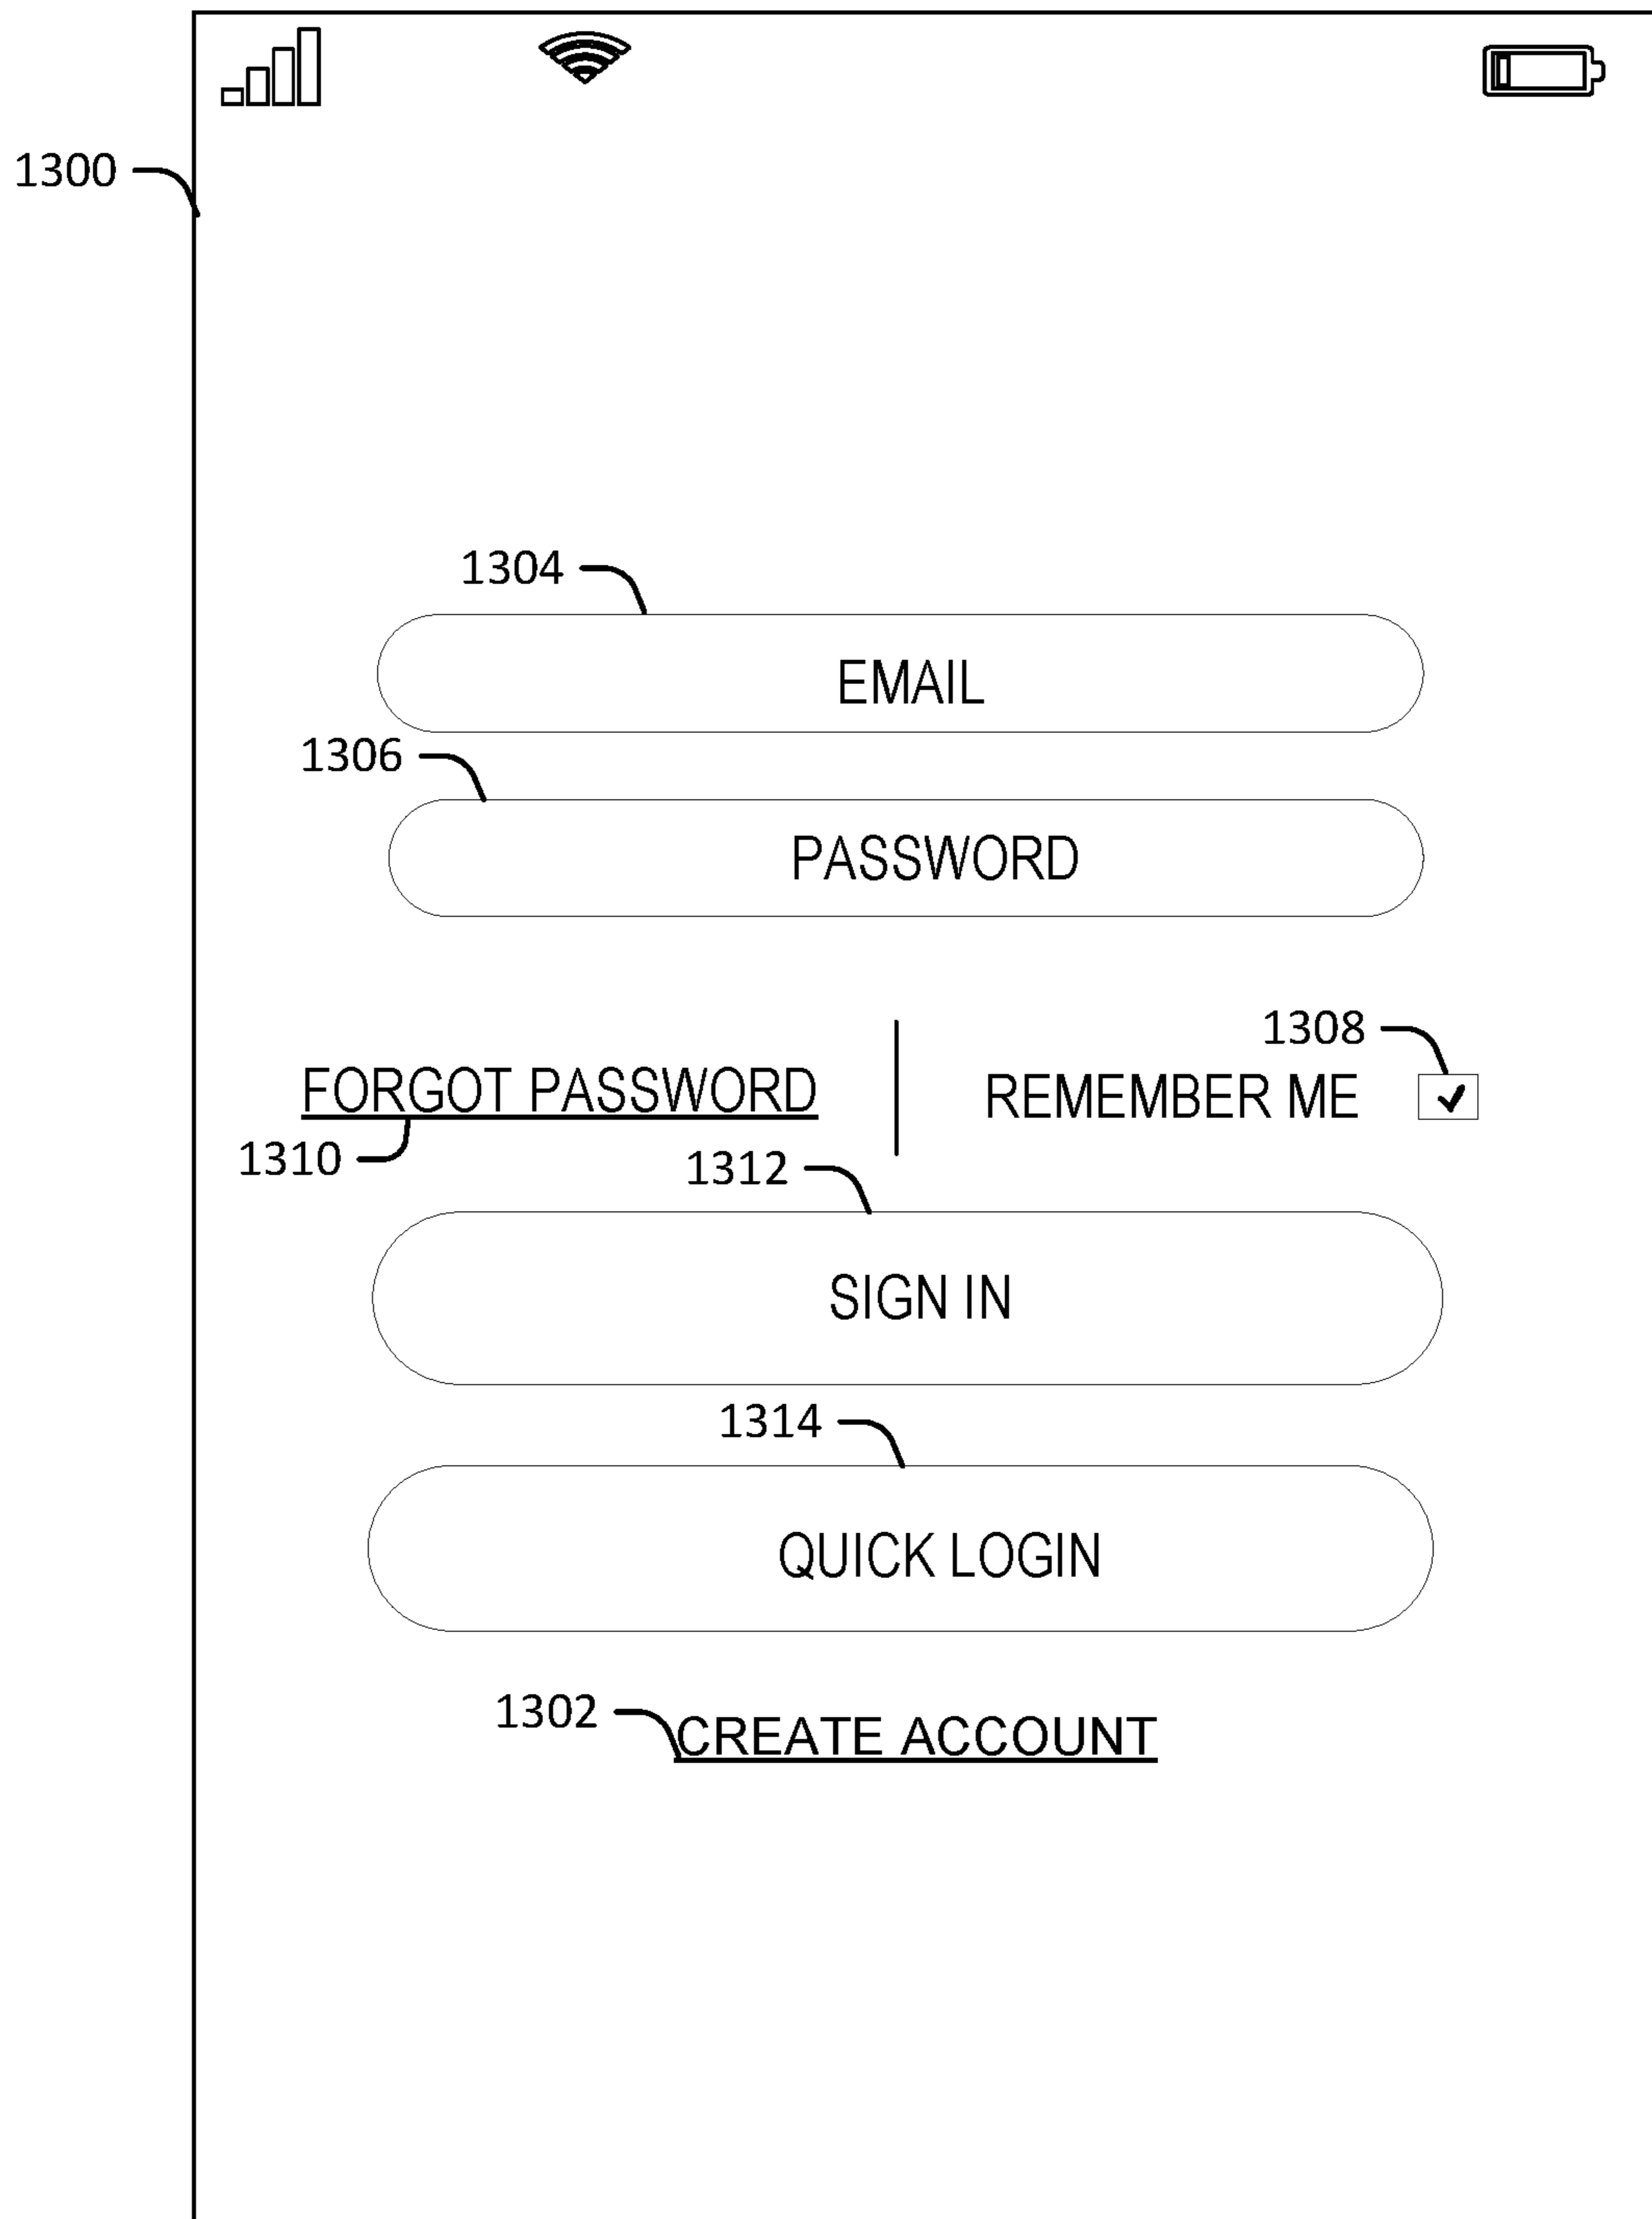 1300
1304
EMAIL
1306
PASSWORD
1308
FORGOT PASSWORD
REMEMBER ME
1310
1312
SIGN IN
1314
QUICK LOGIN
1302
CREATE ACCOUNT